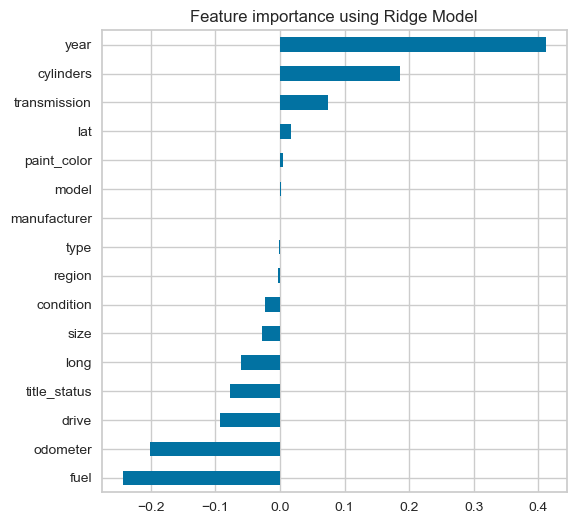 Feature importance using Ridge Model
year
cylinders
transmission
lat
paint_color
model
manufacturer
type
region
condition
size
long
title_status
drive
odometer
fuel
−0.2 −0.1 0.0 0.1 0.2 0.3 0.4